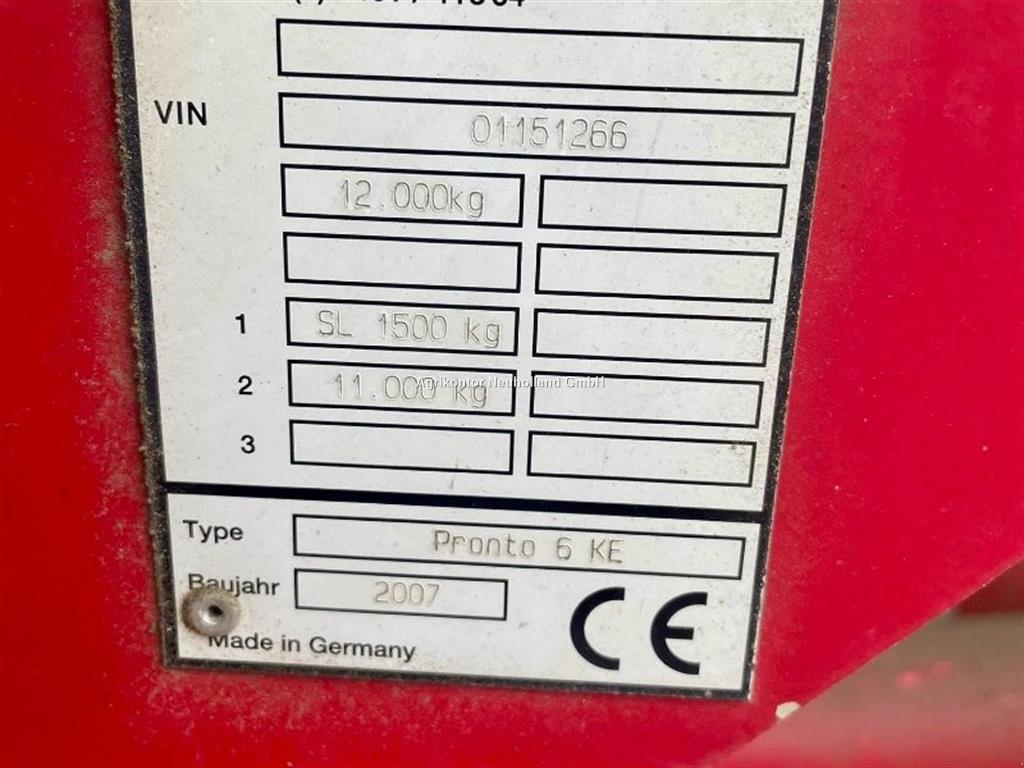 VIN 01151266
12.000kg
1 SL 1500 kg
2 11.000 kg
Agrikontor Neuholland GmbH
3
Type Pronto 6 KE
Baujahr 2007
Made in Germany
CE